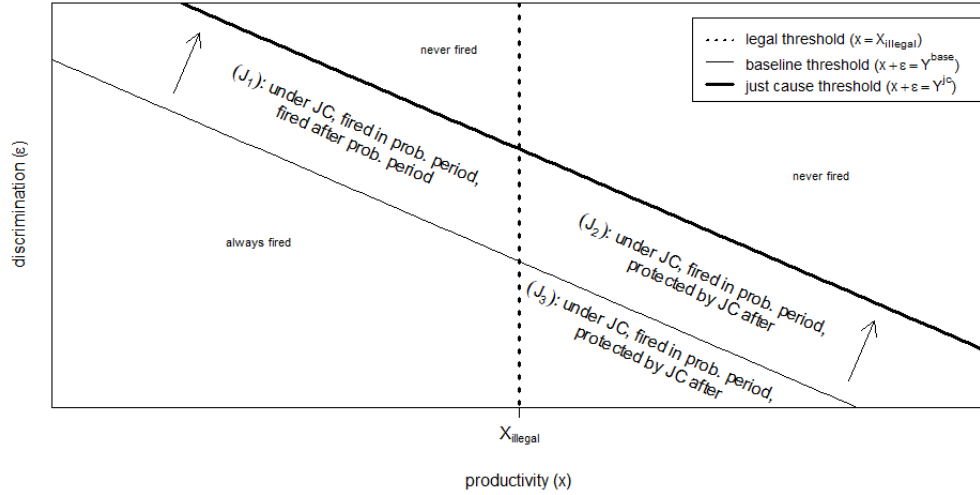 never fired
legal threshold (x = X_illegal)
baseline threshold (x + ε = Y^base)
just cause threshold (x + ε = Y^jc)
(J₁): under JC, fired in prob. period,
fired after prob. period
never fired
discrimination (ε)
always fired
(J₂): under JC, fired in prob. period,
protected by JC after
(J₃): under JC, fired in prob. period,
protected by JC after
X_illegal
productivity (x)